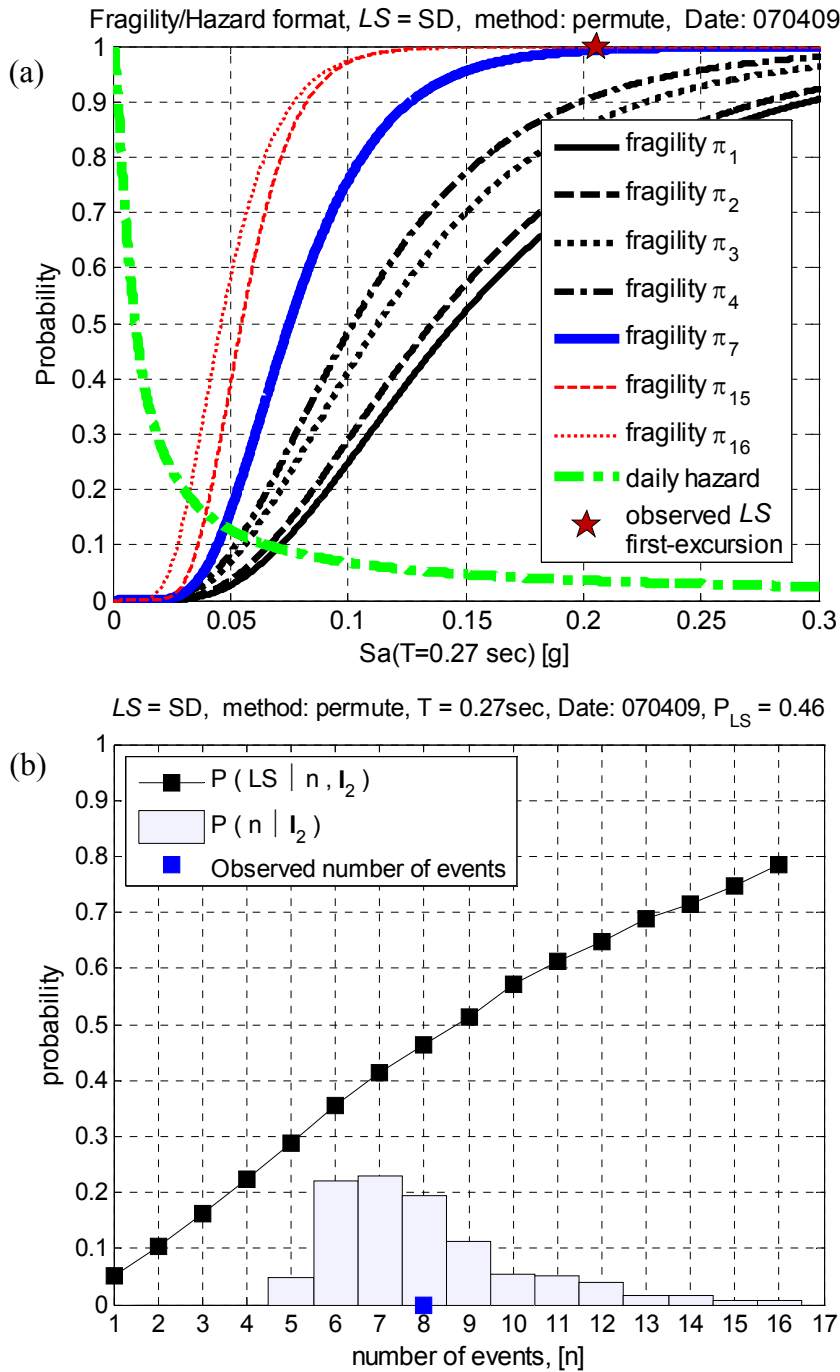 Fragility/Hazard format, LS = SD, method: permute, Date: 070409
(a)
1
0.9
0.8
0.7
0.6
0.5
0.4
0.3
0.2
0.1
0
Probability
fragility π1
fragility π2
fragility π3
fragility π4
fragility π7
fragility π15
fragility π16
daily hazard
observed LS
first-excursion
0 0.05 0.1 0.15 0.2 0.25 0.3
Sa(T=0.27 sec) [g]
LS = SD, method: permute, T = 0.27sec, Date: 070409, PLS = 0.46
(b)
1
0.9
0.8
0.7
0.6
0.5
0.4
0.3
0.2
0.1
0
probability
P ( LS | n , I2 )
P ( n | I2 )
Observed number of events
1 2 3 4 5 6 7 8 9 10 11 12 13 14 15 16 17
number of events, [n]